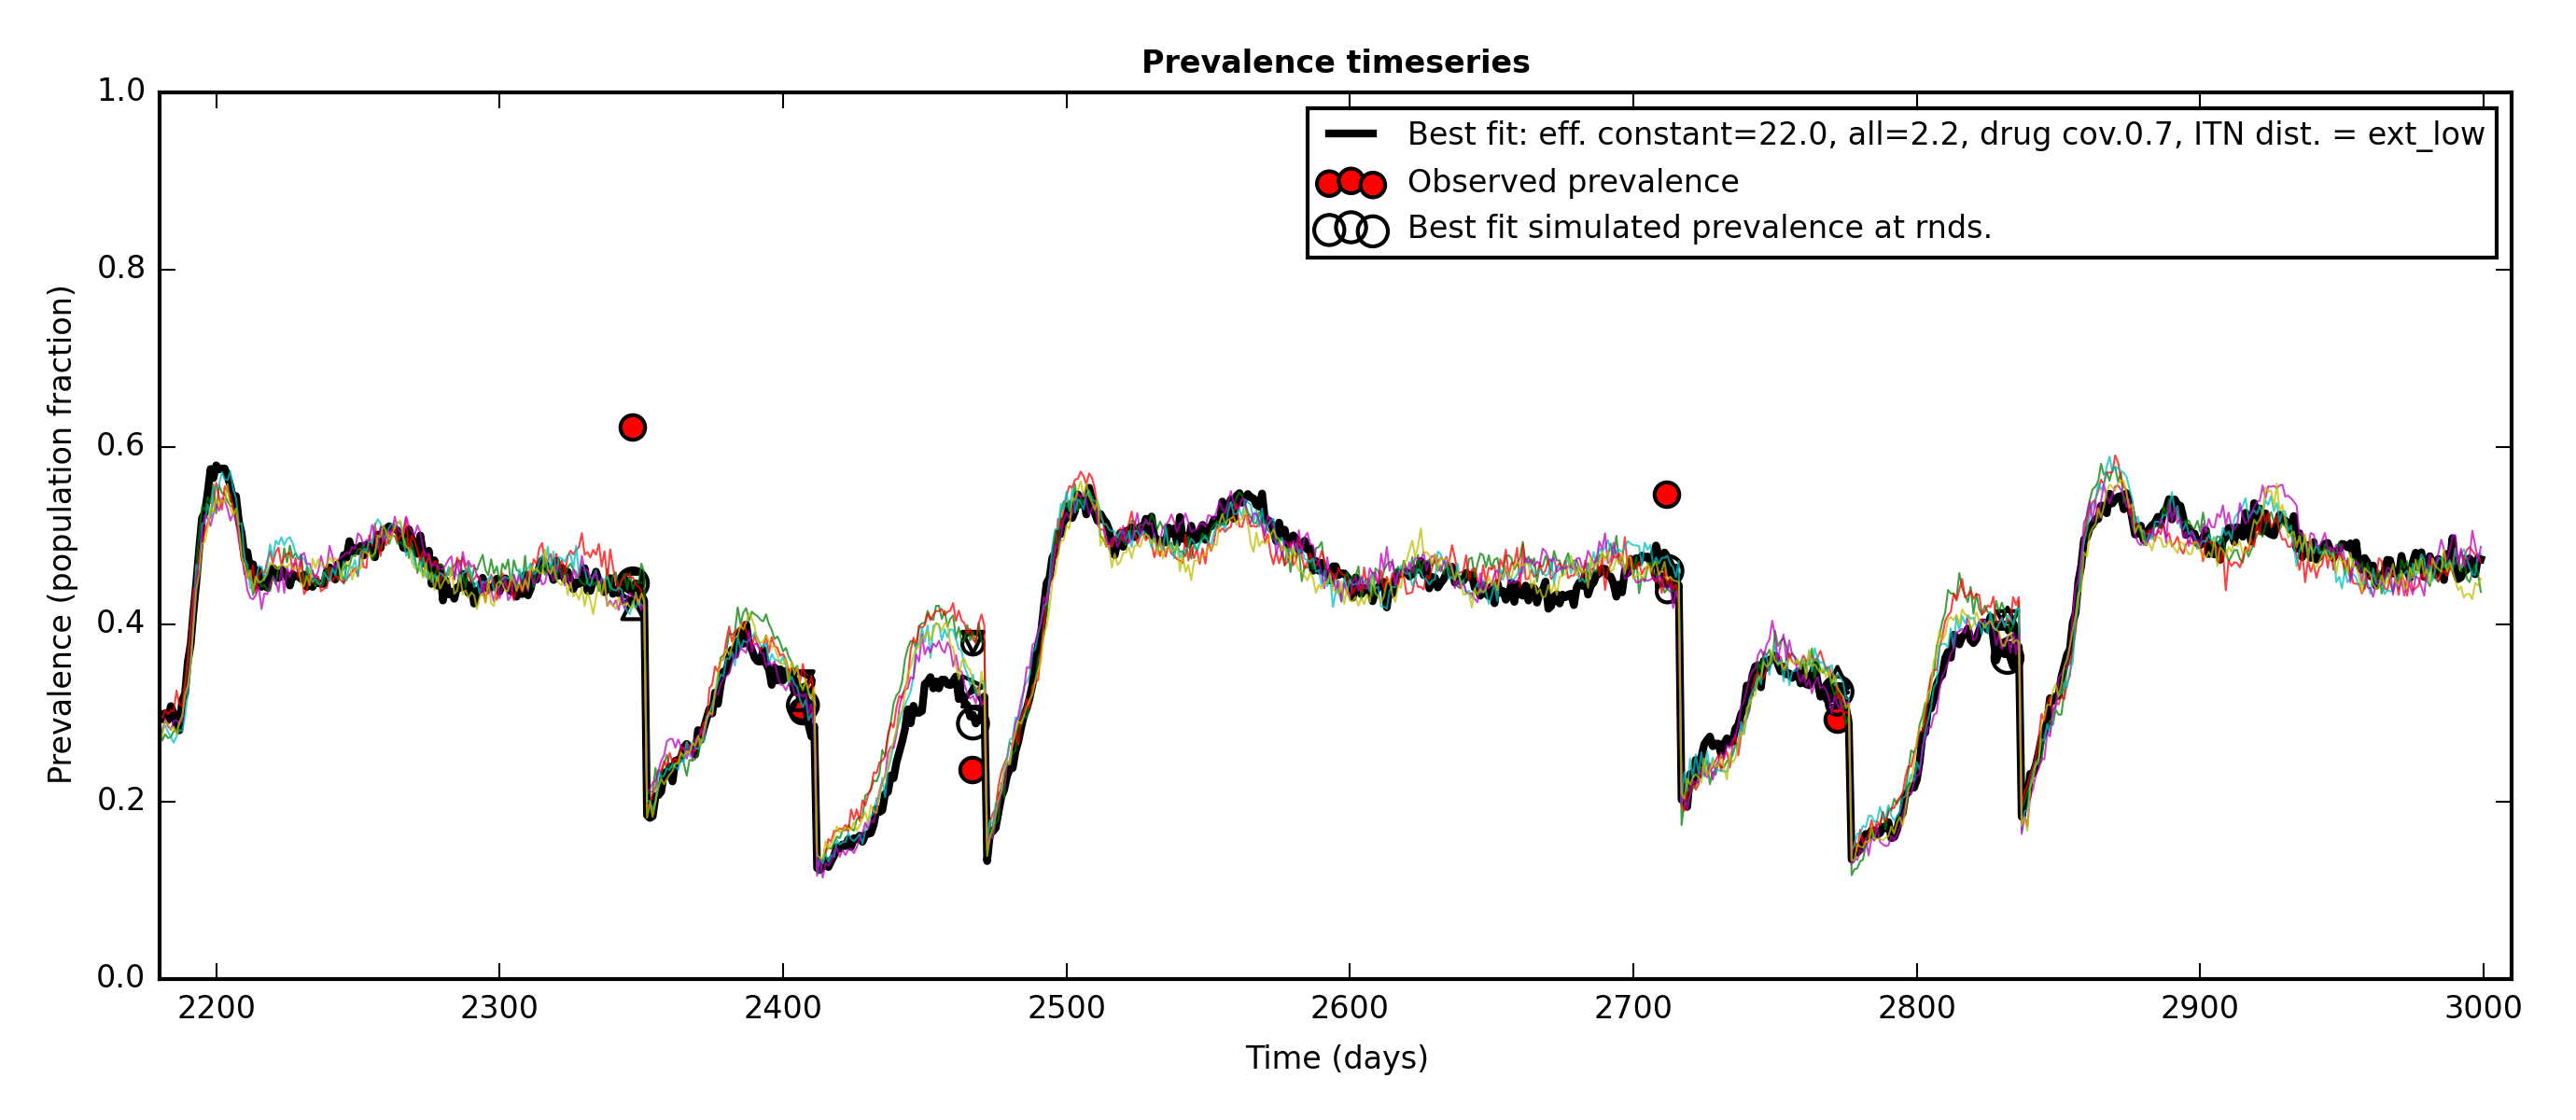 Prevalence timeseries
1.0
0.8
0.6
0.4
0.2
0.0
Prevalence (population fraction)
Best fit: eff. constant=22.0, all=2.2, drug cov.0.7, ITN dist. = ext_low
Observed prevalence
Best fit simulated prevalence at rnds.
2200 2300 2400 2500 2600 2700 2800 2900 3000
Time (days)